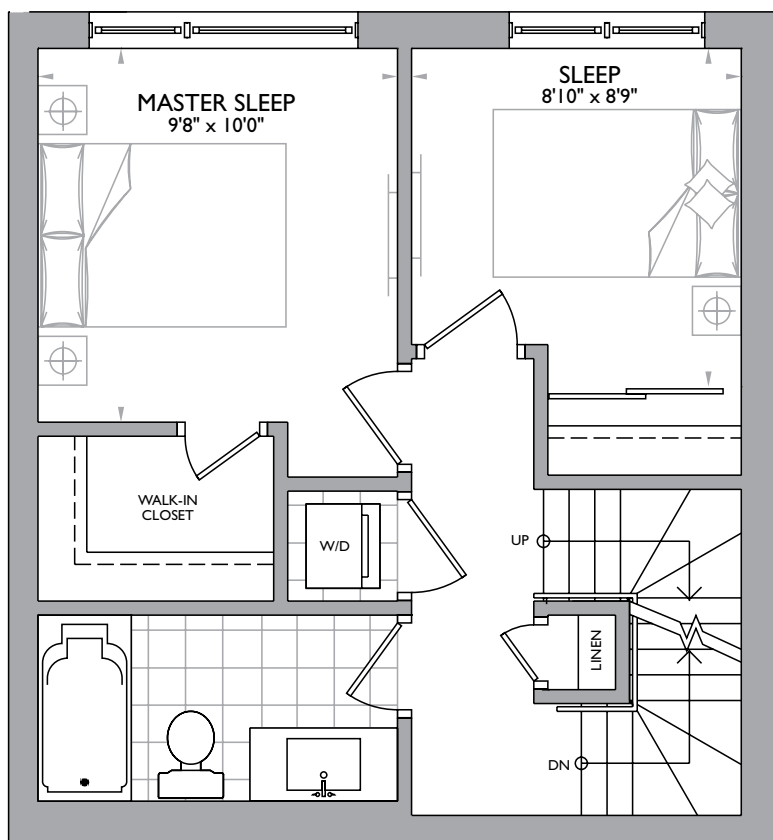 MASTER SLEEP
9'8" x 10'0"
SLEEP
8'10" x 8'9"
WALK-IN
CLOSET
W/D
UP
LINEN
DN